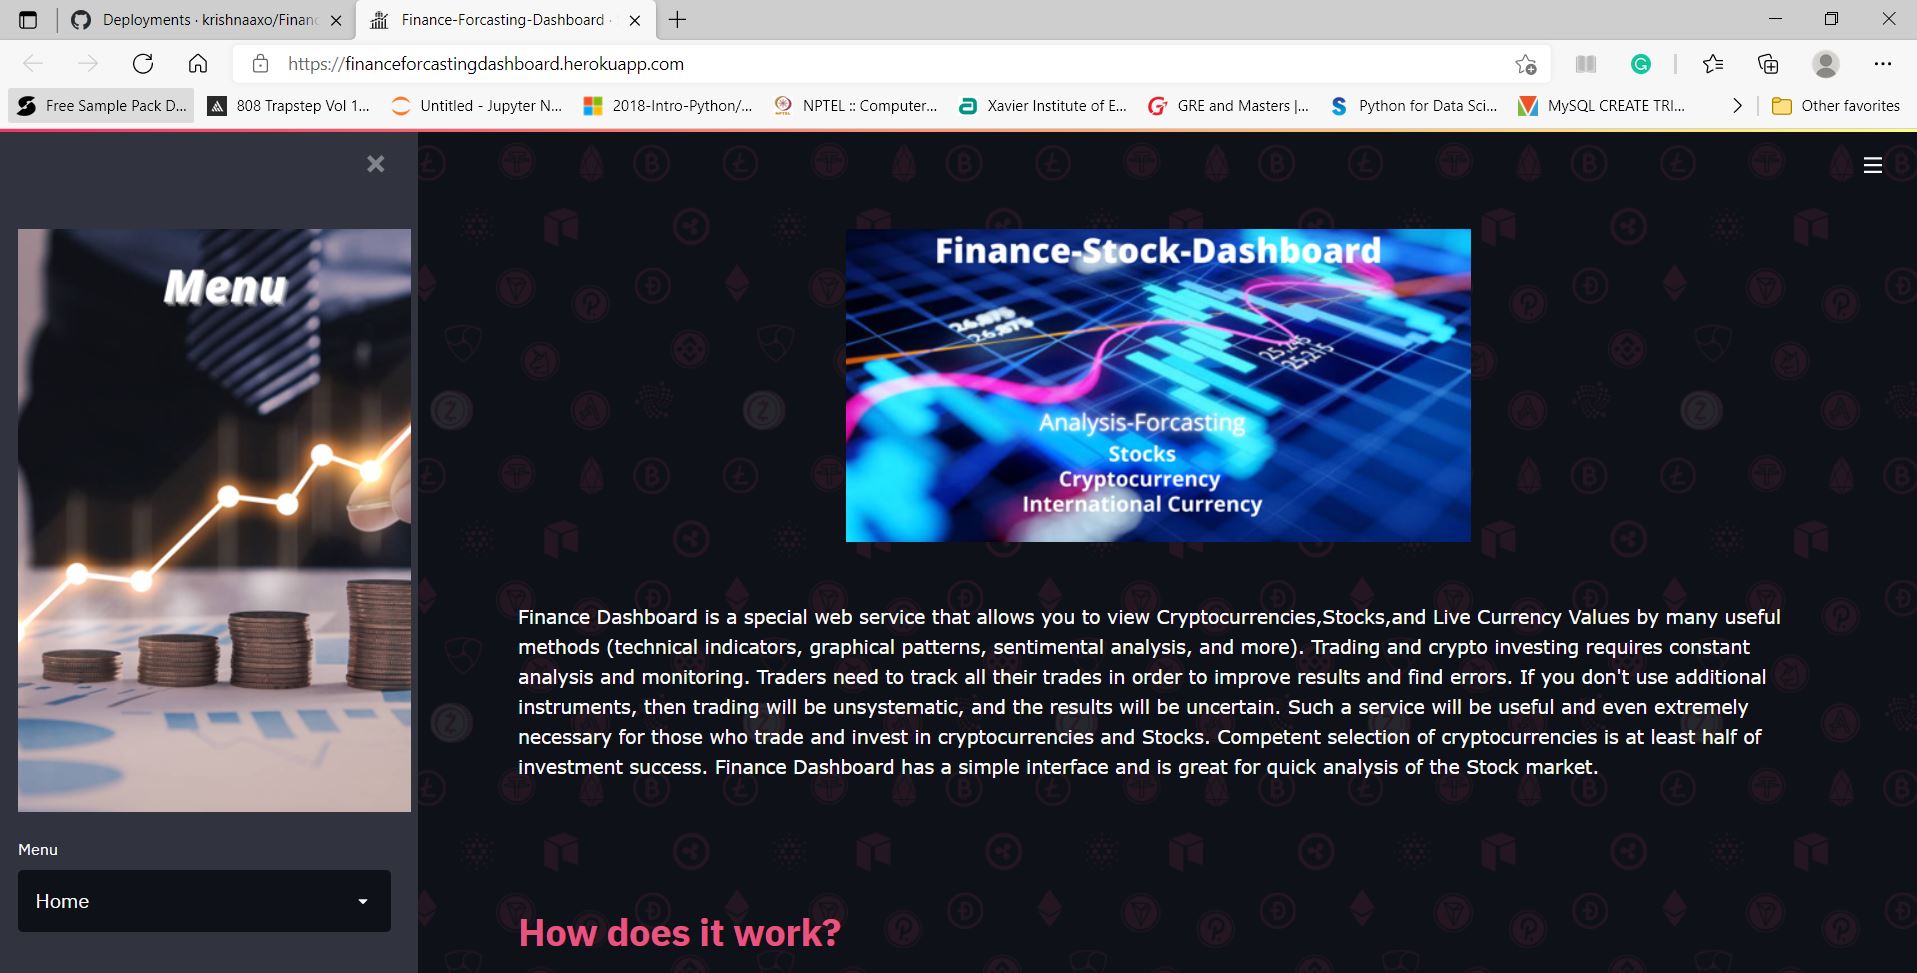 Deployments · krishnaaxo/Financ
Finance-Forcasting-Dashboard ·
https://financeforcastingdashboard.herokuapp.com
Free Sample Pack D...
808 Trapstep Vol 1...
Untitled - Jupyter N...
2018-Intro-Python/...
NPTEL :: Computer...
Xavier Institute of E...
GRE and Masters |...
Python for Data Sci...
MySQL CREATE TRI...
Other favorites
Menu
Finance-Stock-Dashboard
26,875
26,875
25,215
Analysis-Forcasting
Stocks
Cryptocurrency
International Currency
Finance Dashboard is a special web service that allows you to view Cryptocurrencies,Stocks,and Live Currency Values by many useful
methods (technical indicators, graphical patterns, sentimental analysis, and more). Trading and crypto investing requires constant
analysis and monitoring. Traders need to track all their trades in order to improve results and find errors. If you don't use additional
instruments, then trading will be unsystematic, and the results will be uncertain. Such a service will be useful and even extremely
necessary for those who trade and invest in cryptocurrencies and Stocks. Competent selection of cryptocurrencies is at least half of
investment success. Finance Dashboard has a simple interface and is great for quick analysis of the Stock market.
Menu
Home
How does it work?